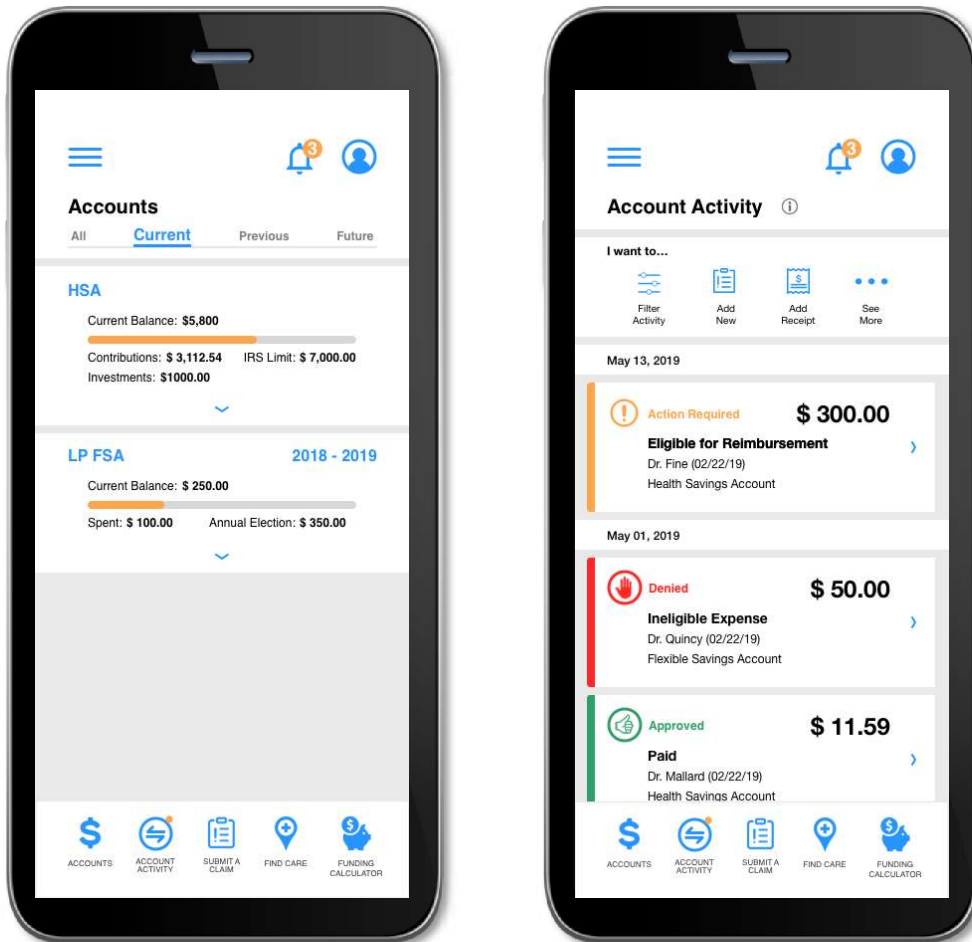 3
Accounts
All Current Previous Future
HSA
Current Balance: $5,800
Contributions: $ 3,112.54 IRS Limit: $ 7,000.00
Investments: $1000.00
LP FSA 2018 - 2019
Current Balance: $ 250.00
Spent: $ 100.00 Annual Election: $ 350.00
$
ACCOUNTS
ACCOUNT
ACTIVITY
SUBMIT A
CLAIM
FIND CARE
$
FUNDING
CALCULATOR
3
Account Activity i
I want to...
Filter
Activity
Add
New
$
Add
Receipt
See
More
May 13, 2019
! Action Required $ 300.00
Eligible for Reimbursement
Dr. Fine (02/22/19)
Health Savings Account
May 01, 2019
Denied $ 50.00
Ineligible Expense
Dr. Quincy (02/22/19)
Flexible Savings Account
Approved $ 11.59
Paid
Dr. Mallard (02/22/19)
Health Savings Account
$
ACCOUNTS
ACCOUNT
ACTIVITY
SUBMIT A
CLAIM
FIND CARE
$
FUNDING
CALCULATOR